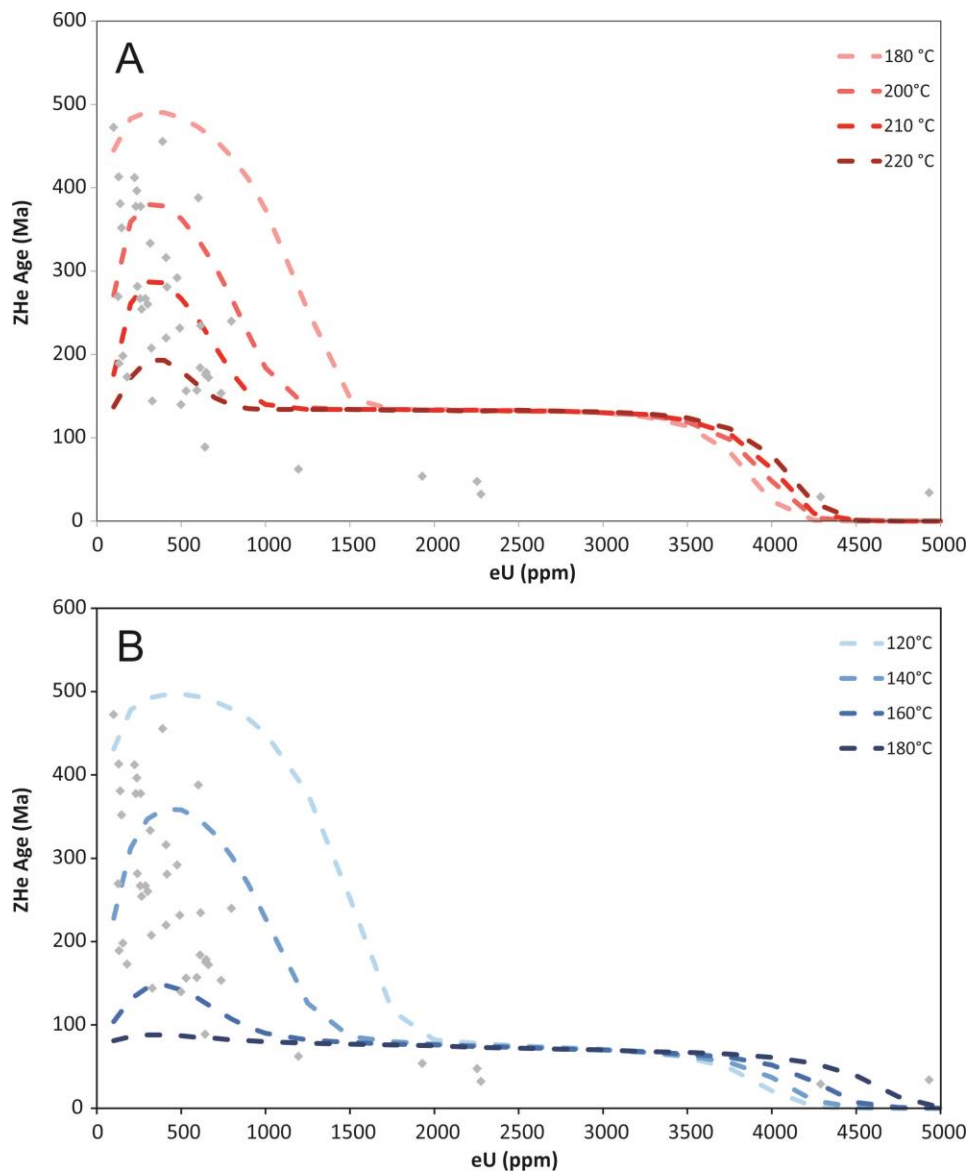 600
A
180 °C
500
200°C
210 °C
220 °C
400
ZHe Age (Ma)
300
200
100
0
0 500 1000 1500 2000 2500 3000 3500 4000 4500 5000
eU (ppm)
600
B
120°C
500
140°C
160°C
180°C
400
ZHe Age (Ma)
300
200
100
0
0 500 1000 1500 2000 2500 3000 3500 4000 4500 5000
eU (ppm)